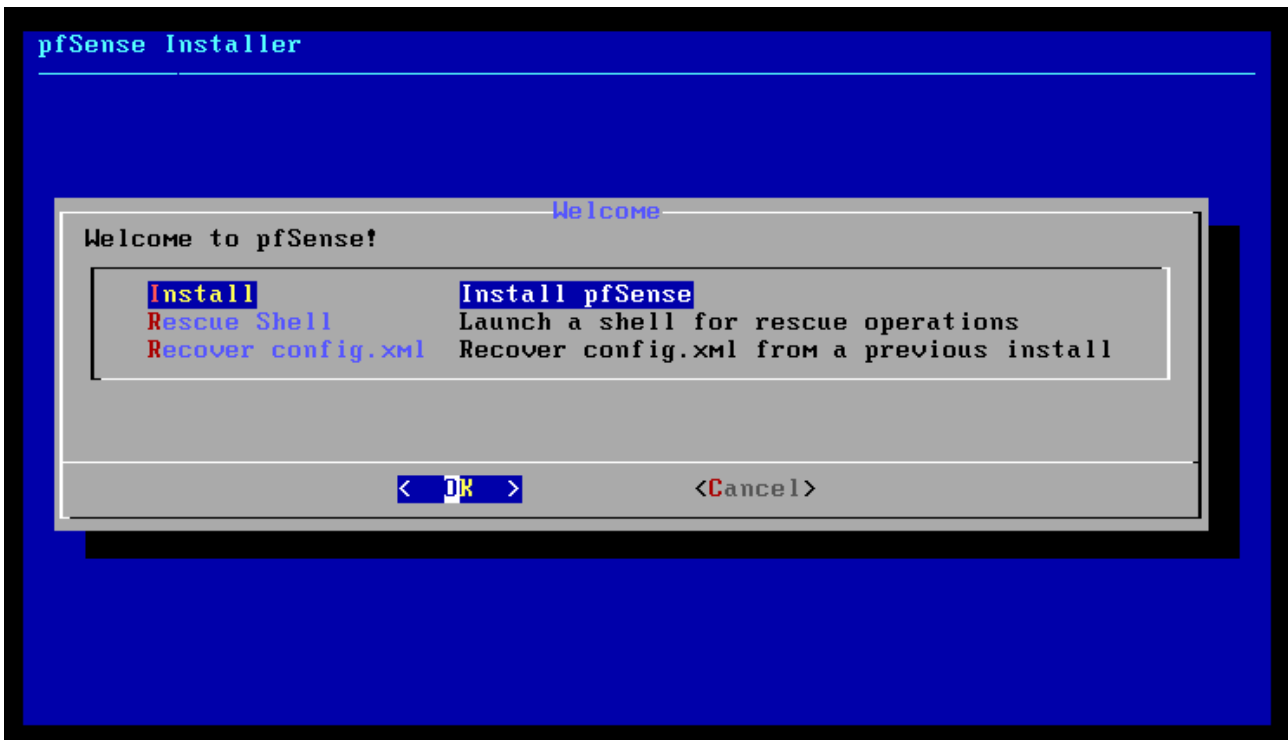 pfSense Installer
Welcome
Welcome to pfSense!
Install Install pfSense
Rescue Shell Launch a shell for rescue operations
Recover config.xml Recover config.xml from a previous install
< OK > <Cancel>